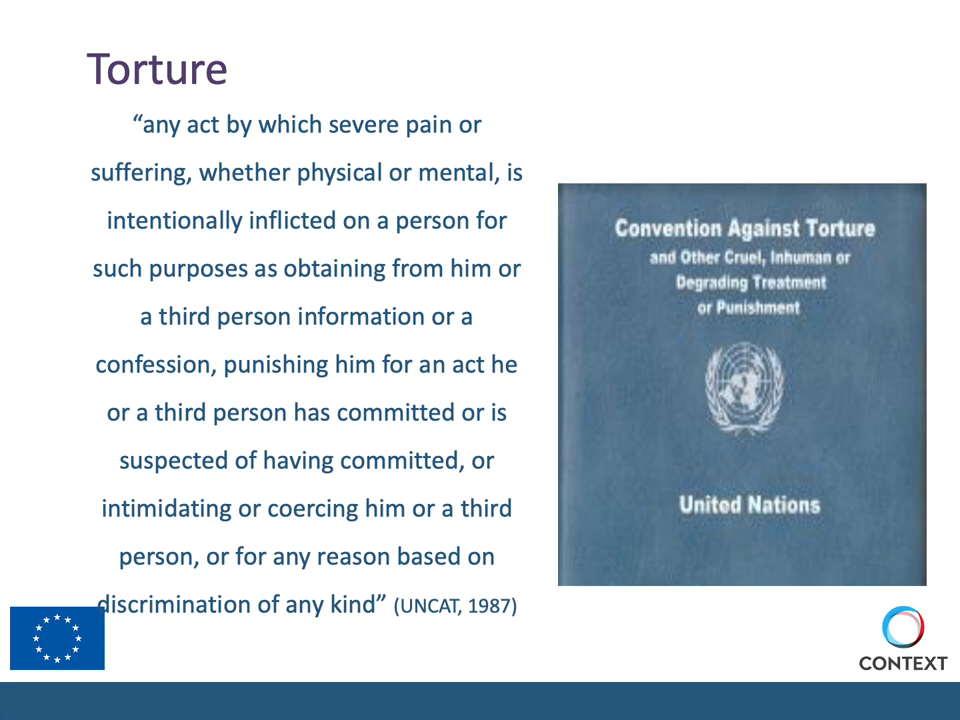 Torture
“any act by which severe pain or
suffering, whether physical or mental, is
intentionally inflicted on a person for
such purposes as obtaining from him or
a third person information or a
confession, punishing him for an act he
or a third person has committed or is
suspected of having committed, or
intimidating or coercing him or a third
person, or for any reason based on
discrimination of any kind” (UNCAT, 1987)
Convention Against Torture
and Other Cruel, Inhuman or
Degrading Treatment
or Punishment
United Nations
CONTEXT